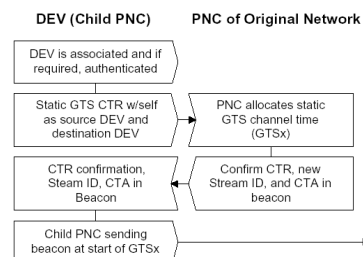 DEV (Child PNC)
PNC of Original Network
DEV is associated and if
required, authenticated
Static GTS CTR w/self
as source DEV and
destination DEV
PNC allocates static
GTS channel time
(GTSx)
CTR confirmation,
Steam ID, CTA in
Beacon
Confirm CTR, new
Stream ID, and CTA in
beacon
Child PNC sending
beacon at start of GTSx